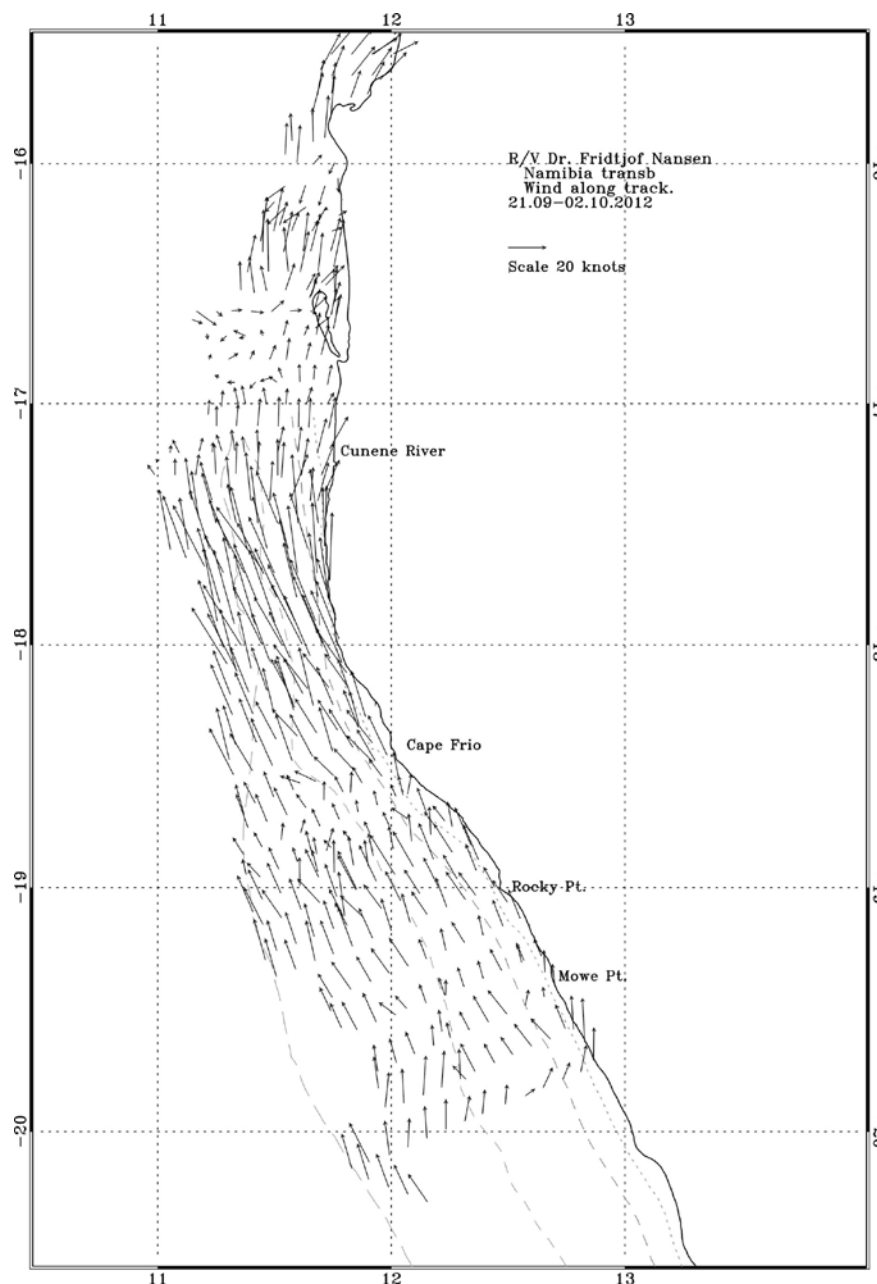 11 12 13
R/V Dr. Fridtjof Nansen
Namibia transb
Wind along track.
21.09-02.10.2012
Scale 20 knots
-16
-17
Cunene River
-18
Cape Frio
-19
Rocky Pt.
Mowe Pt.
-20
11 12 13